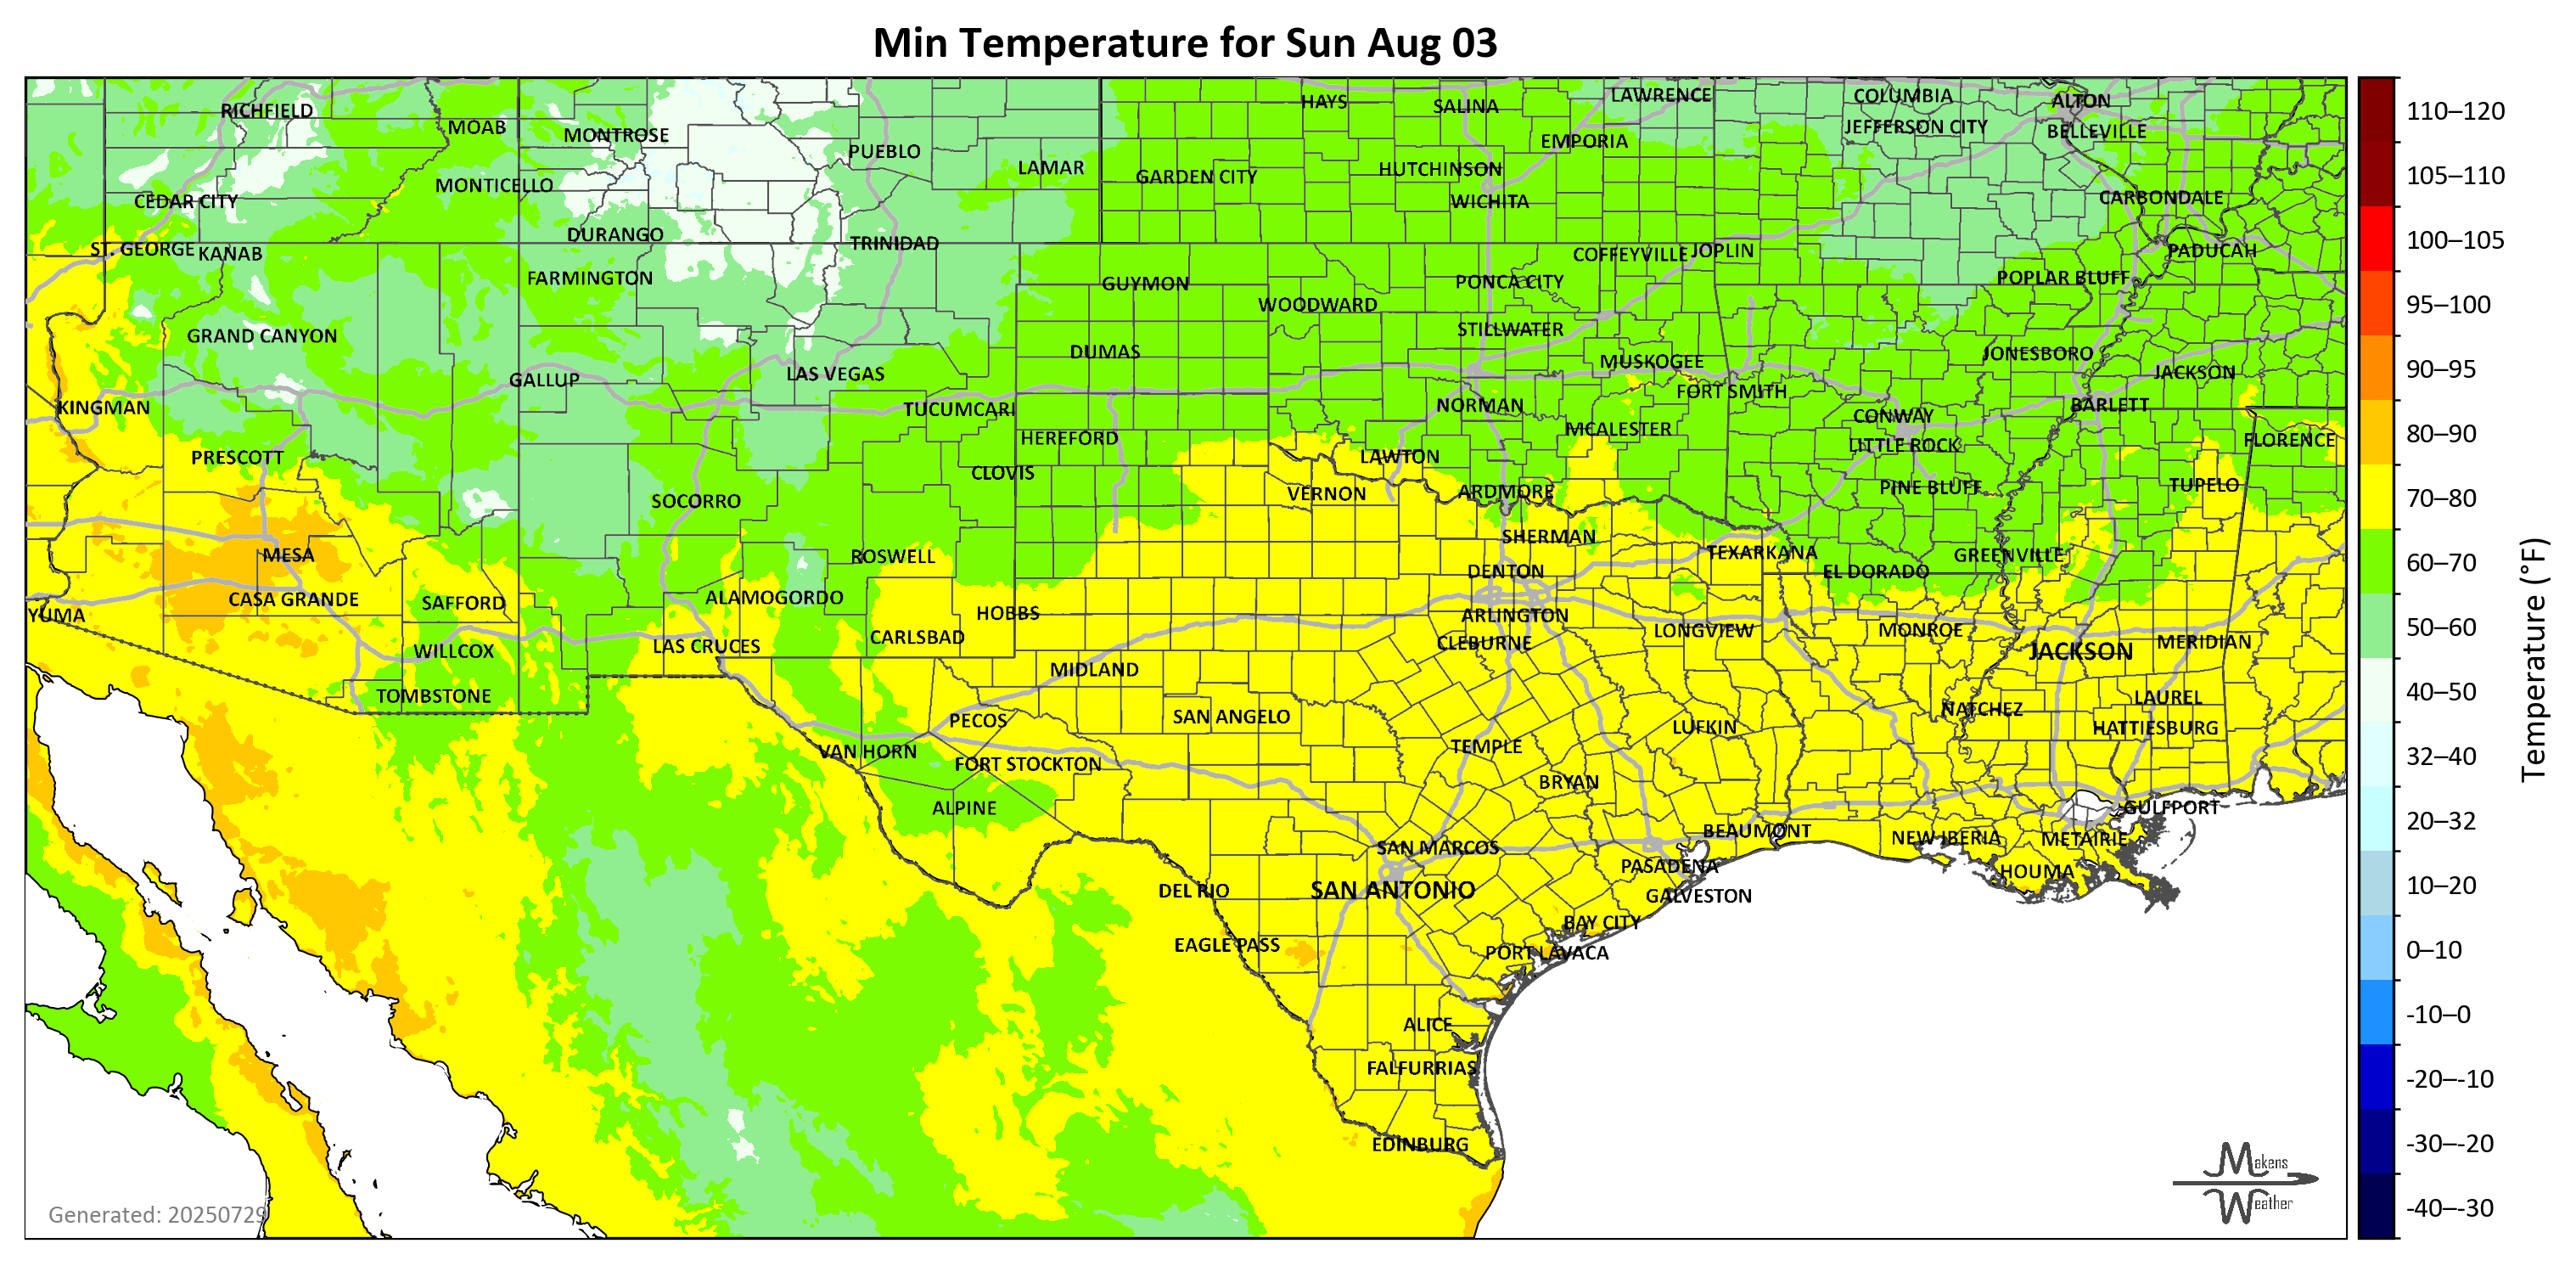 Min Temperature for Sun Aug 03
RICHFIELD
MOAB
MONTROSE
PUEBLO
LAMAR
HAYS
SALINA
LAWRENCE
COLUMBIA
ALTON
JEFFERSON CITY
BELLEVILLE
EMPORIA
GARDEN CITY
HUTCHINSON
WICHITA
MONTICELLO
CEDAR CITY
CARBONDALE
DURANGO
TRINIDAD
ST. GEORGE
KANAB
COFFEYVILLE
JOPLIN
PADUCAH
FARMINGTON
GUYMON
PONCA CITY
POPLAR BLUFF
WOODWARD
GRAND CANYON
STILLWATER
DUMAS
MUSKOGEE
JONESBORO
JACKSON
GALLUP
LAS VEGAS
FORT SMITH
KINGMAN
TUCUMCARI
NORMAN
CONWAY
BARLETT
HEREFORD
MCALESTER
LITTLE ROCK
FLORENCE
PRESCOTT
CLOVIS
LAWTON
SOCORRO
VERNON
ARDMORE
PINE BLUFF
TUPELO
MESA
ROSWELL
SHERMAN
TEXARKANA
GREENVILLE
DENTON
EL DORADO
CASA GRANDE
SAFFORD
ALAMOGORDO
HOBBS
ARLINGTON
YUMA
CARLSBAD
CLEBURNE
LONGVIEW
MONROE
WILLCOX
LAS CRUCES
JACKSON
MERIDIAN
MIDLAND
TOMBSTONE
PECOS
SAN ANGELO
NATCHEZ
LAUREL
LUFKIN
HATTIESBURG
VAN HORN
FORT STOCKTON
TEMPLE
BRYAN
ALPINE
GULFPORT
SAN MARCOS
BEAUMONT
NEW IBERIA
METAIRIE
PASADENA
HOUMA
DEL RIO
SAN ANTONIO
GALVESTON
BAY CITY
EAGLE PASS
PORT LAVACA
ALICE
FALFURRIAS
EDINBURG
Generated: 20250729
Makens
Weather
110–120
105–110
100–105
95–100
90–95
80–90
70–80
60–70
50–60
40–50
32–40
20–32
10–20
0–10
-10–0
-20–-10
-30–-20
-40–-30
Temperature (°F)